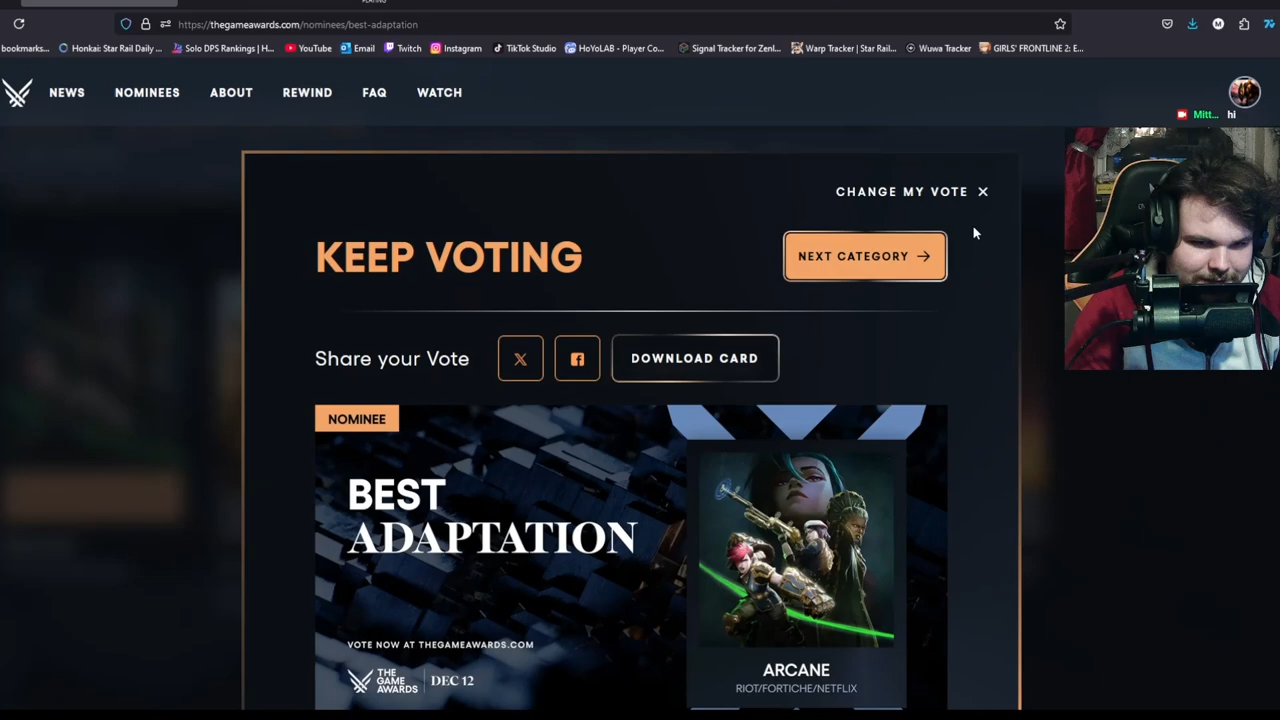 https://thegameawards.com/nominees/best-adaptation
bookmarks... Honkai: Star Rail Daily ... Solo DPS Rankings | H... YouTube Email Twitch Instagram TikTok Studio HoYoLAB - Player Co... Signal Tracker for Zenl... Warp Tracker | Star Rail... Wuwa Tracker GIRLS' FRONTLINE 2: E...
NEWS NOMINEES ABOUT REWIND FAQ WATCH
Mitt... hi
CHANGE MY VOTE ✕
KEEP VOTING
NEXT CATEGORY →
Share your Vote
DOWNLOAD CARD
NOMINEE
BEST
ADAPTATION
VOTE NOW AT THEGAMEAWARDS.COM
THE
GAME
AWARDS
DEC 12
ARCANE
RIOT/FORTICHE/NETFLIX